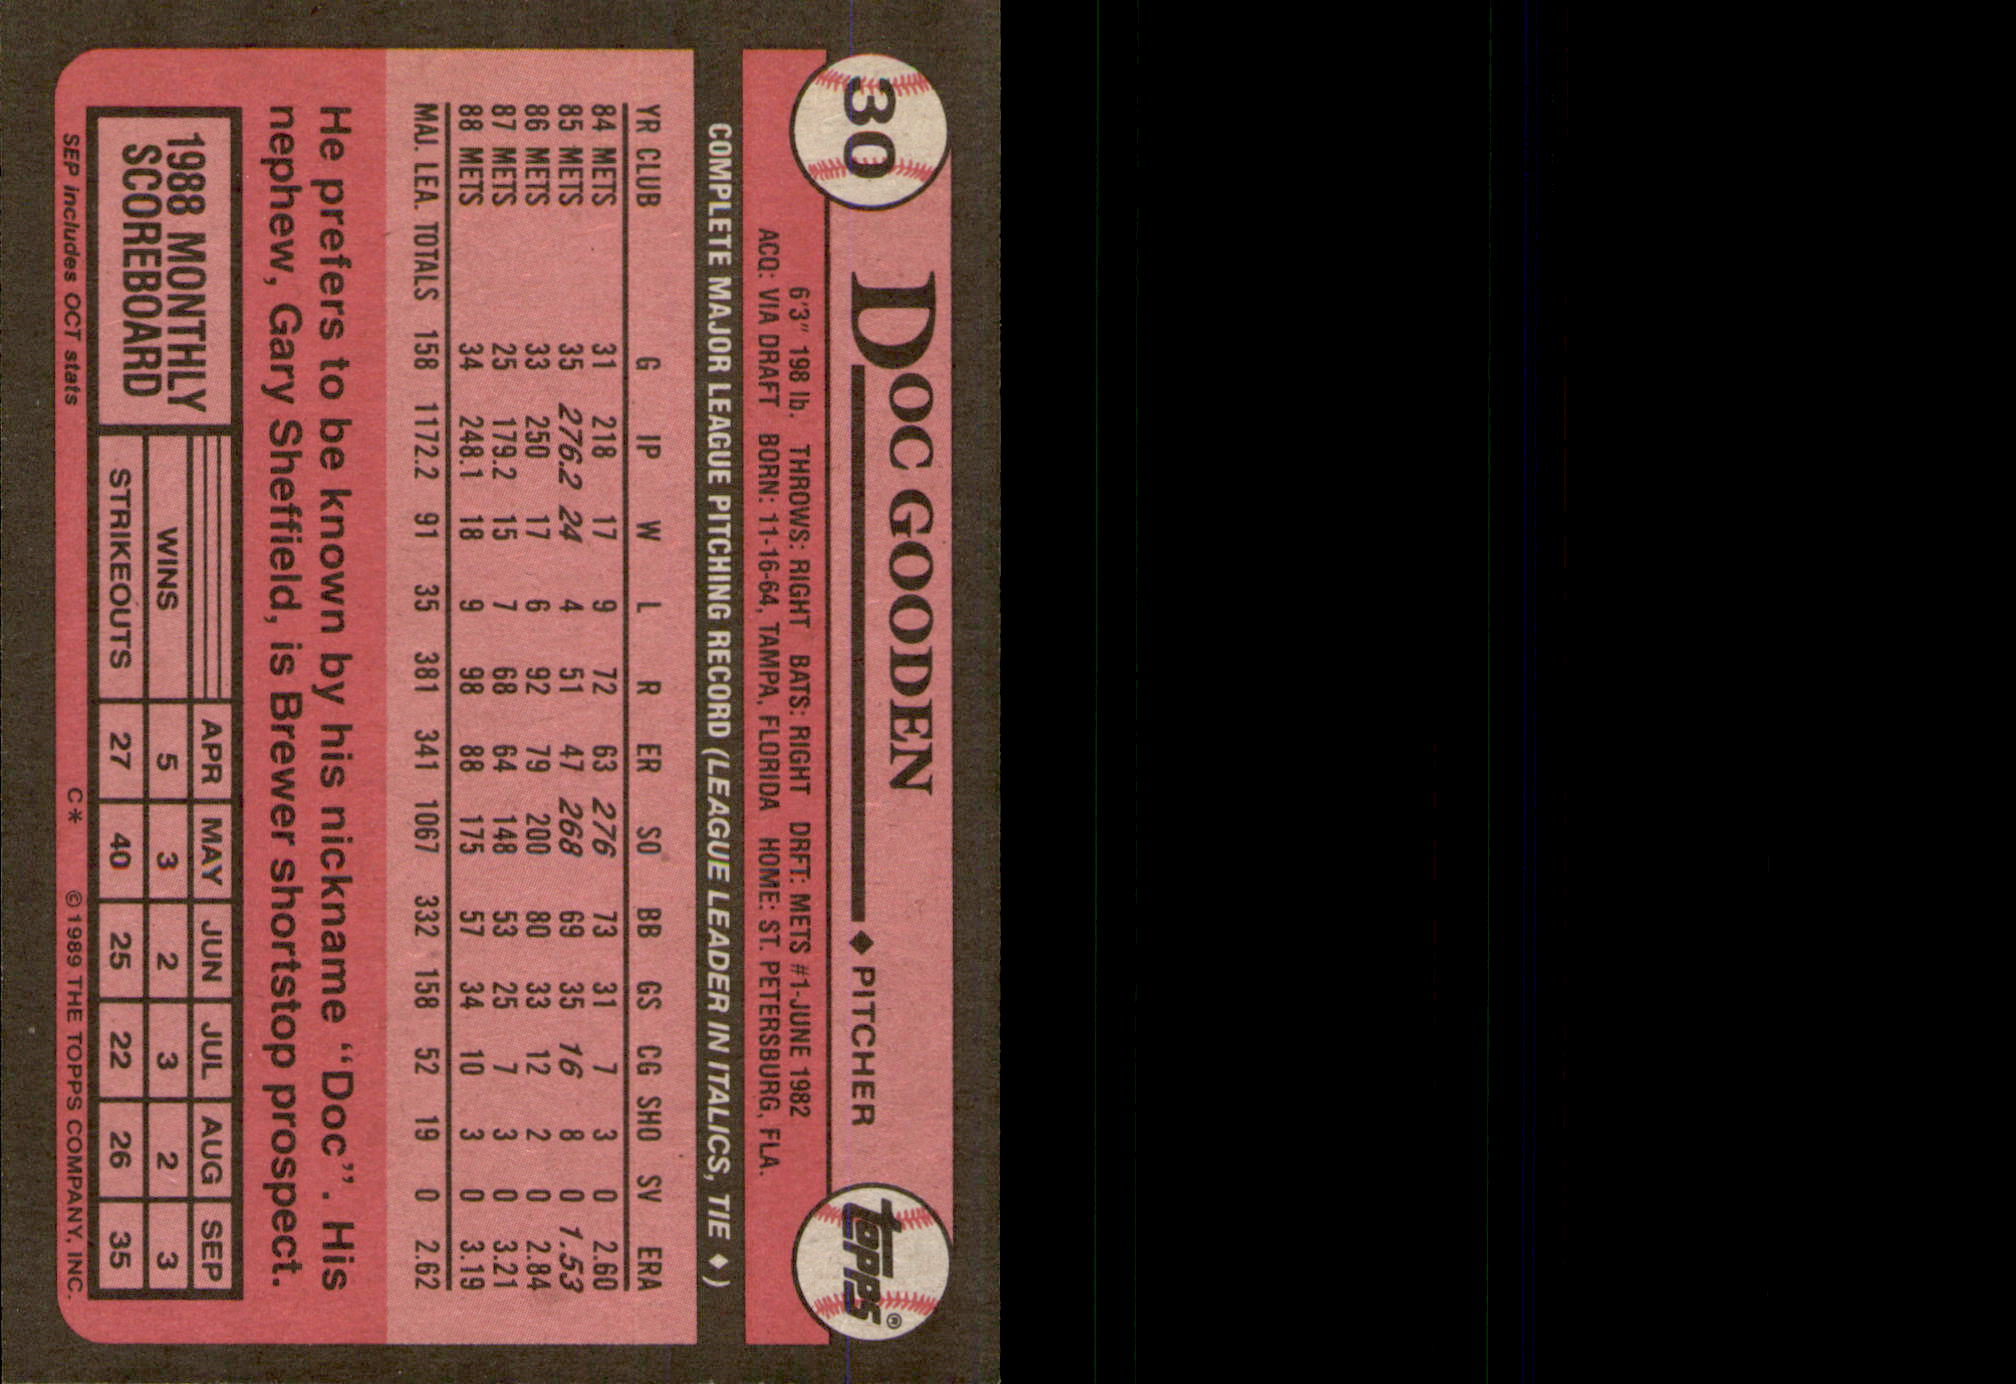 30
DOC GOODEN
◆ PITCHER
topps®
6'3" 198 lb. THROWS: RIGHT BATS: RIGHT DRFT: METS #1-JUNE 1982
ACQ: VIA DRAFT BORN: 11-16-64, TAMPA, FLORIDA HOME: ST. PETERSBURG, FLA.
COMPLETE MAJOR LEAGUE PITCHING RECORD (LEAGUE LEADER IN ITALICS, TIE ◆)
YR CLUB G IP W L R ER SO BB GS CG SHO SV ERA
84 METS 31 218 17 9 72 63 276 73 31 7 3 0 2.60
85 METS 35 276.2 24 4 51 47 268 69 35 16 8 0 1.53
86 METS 33 250 17 6 92 79 200 80 33 12 2 0 2.84
87 METS 25 179.2 15 7 68 64 148 53 25 7 3 0 3.21
88 METS 34 248.1 18 9 98 88 175 57 34 10 3 0 3.19
MAJ. LEA. TOTALS 158 1172.2 91 35 381 341 1067 332 158 52 19 0 2.62
He prefers to be known by his nickname "Doc". His
nephew, Gary Sheffield, is Brewer shortstop prospect.
1988 MONTHLY
SCOREBOARD
APR MAY JUN JUL AUG SEP
WINS 5 3 2 3 2 3
STRIKEOUTS 27 40 25 22 26 35
SEP includes OCT stats C* ©1989 THE TOPPS COMPANY, INC.